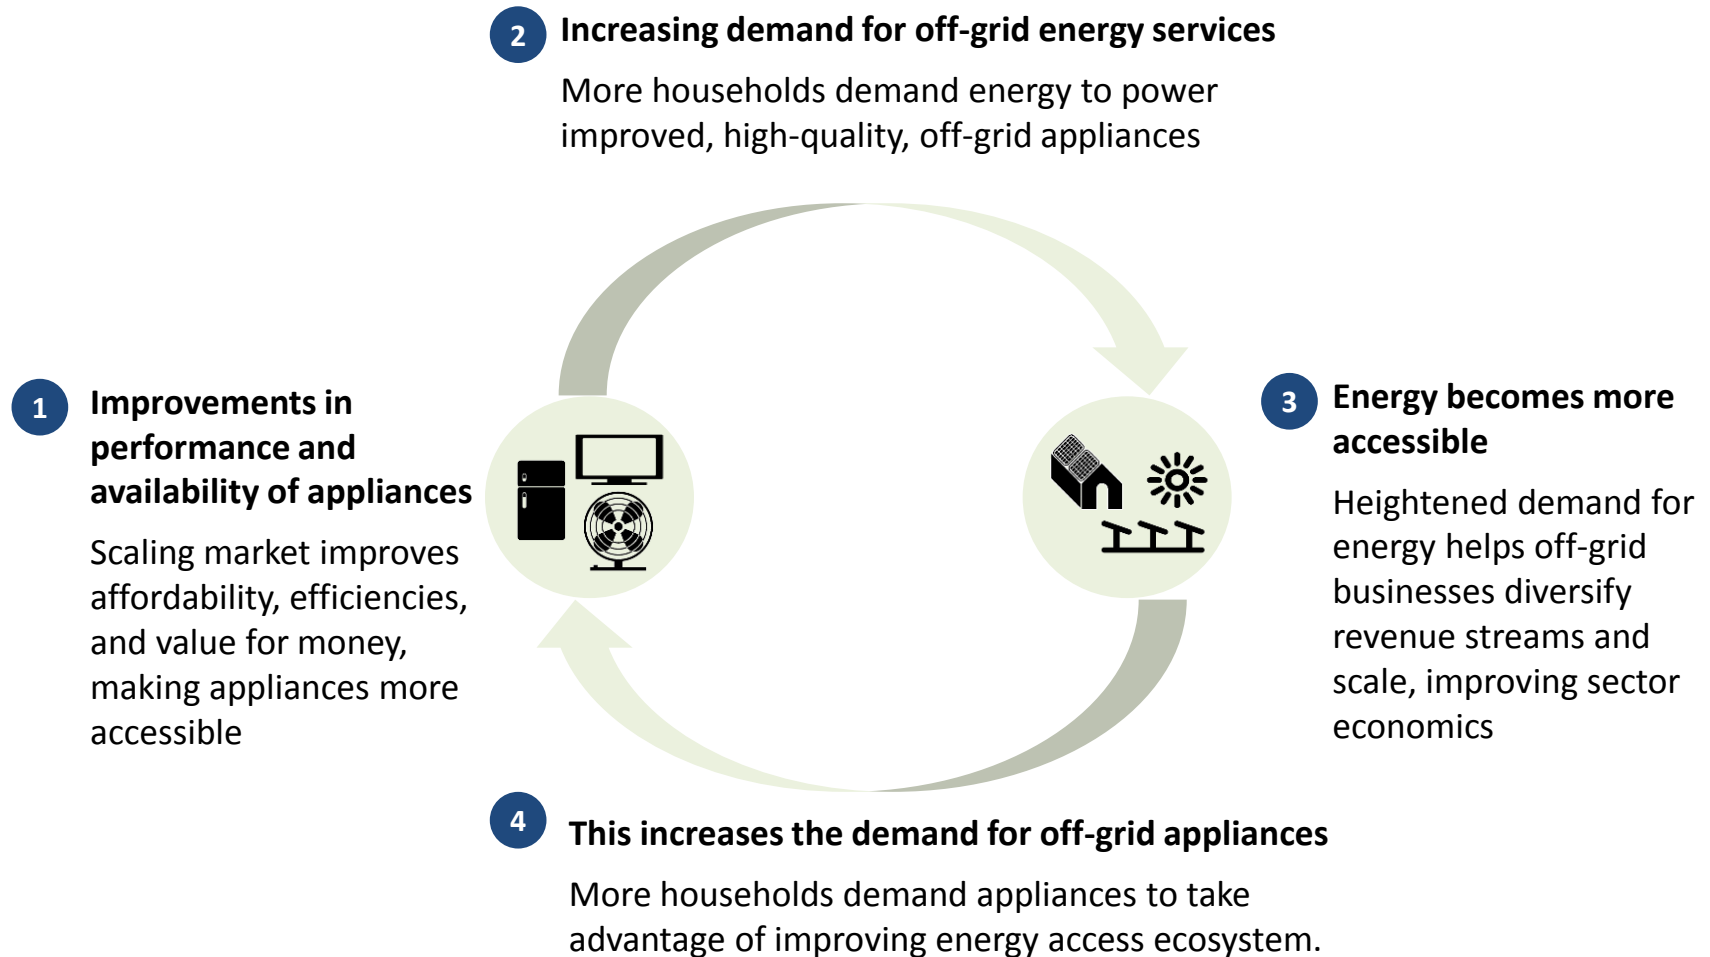 2
Increasing demand for off-grid energy services
More households demand energy to power
improved, high-quality, off-grid appliances
1
Improvements in
performance and
availability of appliances
Scaling market improves
affordability, efficiencies,
and value for money,
making appliances more
accessible
3
Energy becomes more
accessible
Heightened demand for
energy helps off-grid
businesses diversify
revenue streams and
scale, improving sector
economics
4
This increases the demand for off-grid appliances
More households demand appliances to take
advantage of improving energy access ecosystem.